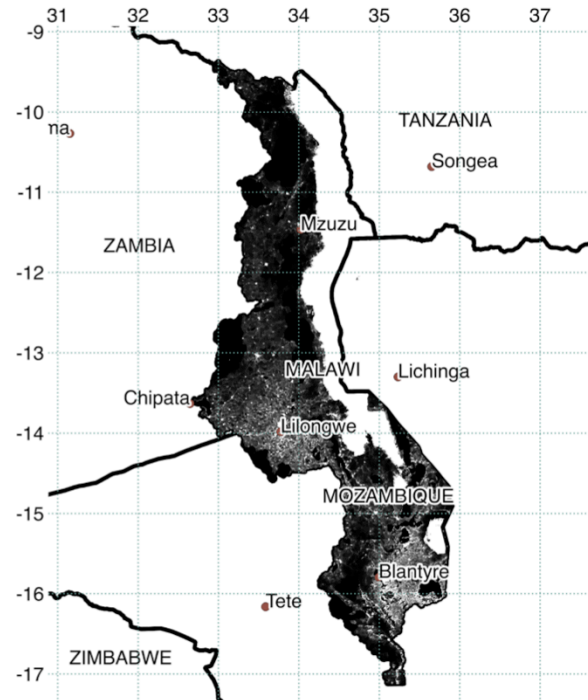 31 32 33 34 35 36 37
-9
-10
TANZANIA
na
Songea
-11
Mzuzu
ZAMBIA
-12
-13
MALAWI
Lichinga
Chipata
-14
Lilongwe
MOZAMBIQUE
-15
Blantyre
-16
Tete
ZIMBABWE
-17